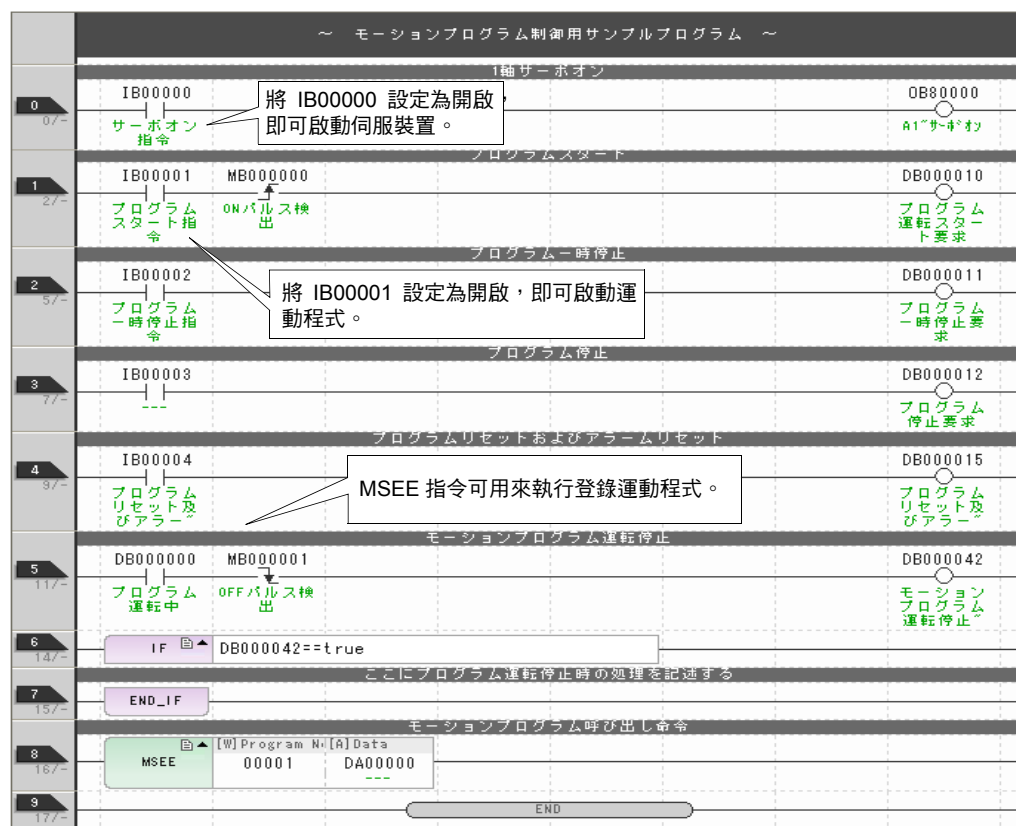 ～ モーションプログラム制御用サンプルプログラム ～
1軸サーボオン
0
0/-
IB00000
サーボオン
指令
將 IB00000 設定為開啟，
即可啟動伺服裝置。
OB80000
A1~サーボオン
プログラムスタート
1
2/-
IB00001
プログラム
スタート指
令
MB000000
ONパルス検
出
DB000010
プログラム
運転スター
ト要求
プログラム一時停止
2
5/-
IB00002
プログラム
一時停止指
令
將 IB00001 設定為開啟，即可啟動運
動程式。
DB000011
プログラム
一時停止要
求
プログラム停止
3
7/-
IB00003
---
DB000012
プログラム
停止要求
プログラムリセットおよびアラームリセット
4
9/-
IB00004
プログラム
リセット及
びアラー~
MSEE 指令可用來執行登錄運動程式。
DB000015
プログラム
リセット及
びアラー~
モーションプログラム運転停止
5
11/-
DB000000
プログラム
運転中
MB000001
OFFパルス検
出
DB000042
モーション
プログラム
運転停止~
6
14/-
IF
DB000042==true
ここにプログラム運転停止時の処理を記述する
7
15/-
END_IF
モーションプログラム呼び出し命令
8
16/-
MSEE
[W]Program N
00001
[A]Data
DA00000
---
9
17/-
END